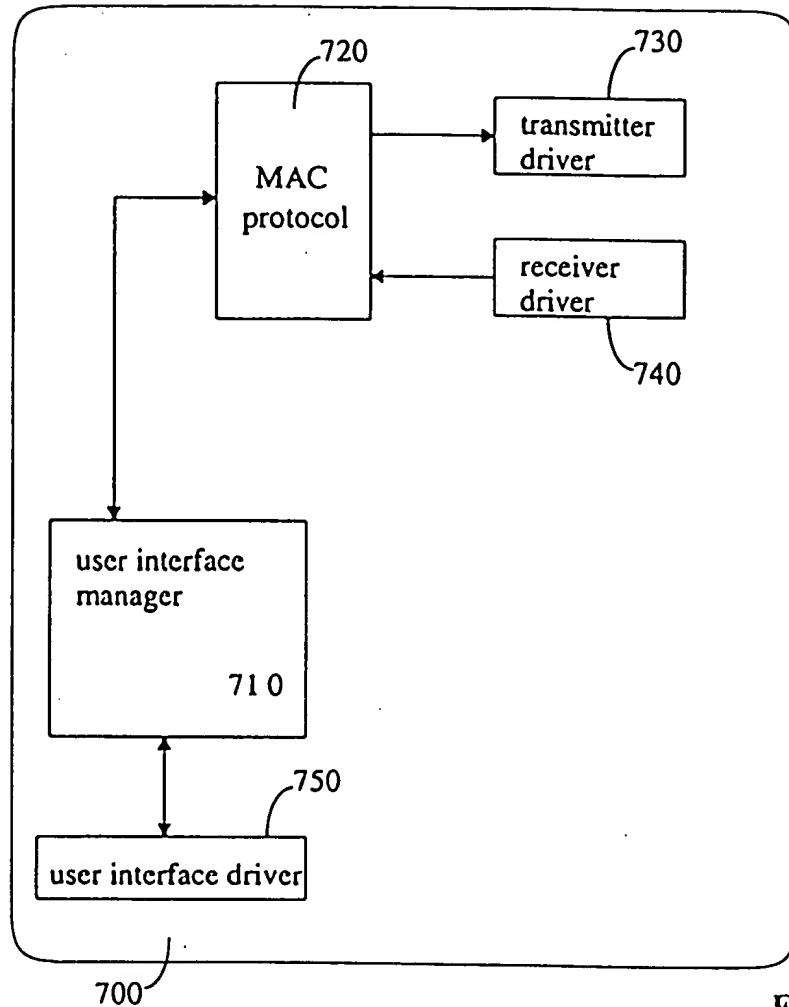 720
730
transmitter
driver
MAC
protocol
receiver
driver
740
user interface
manager
71 0
750
user interface driver
700